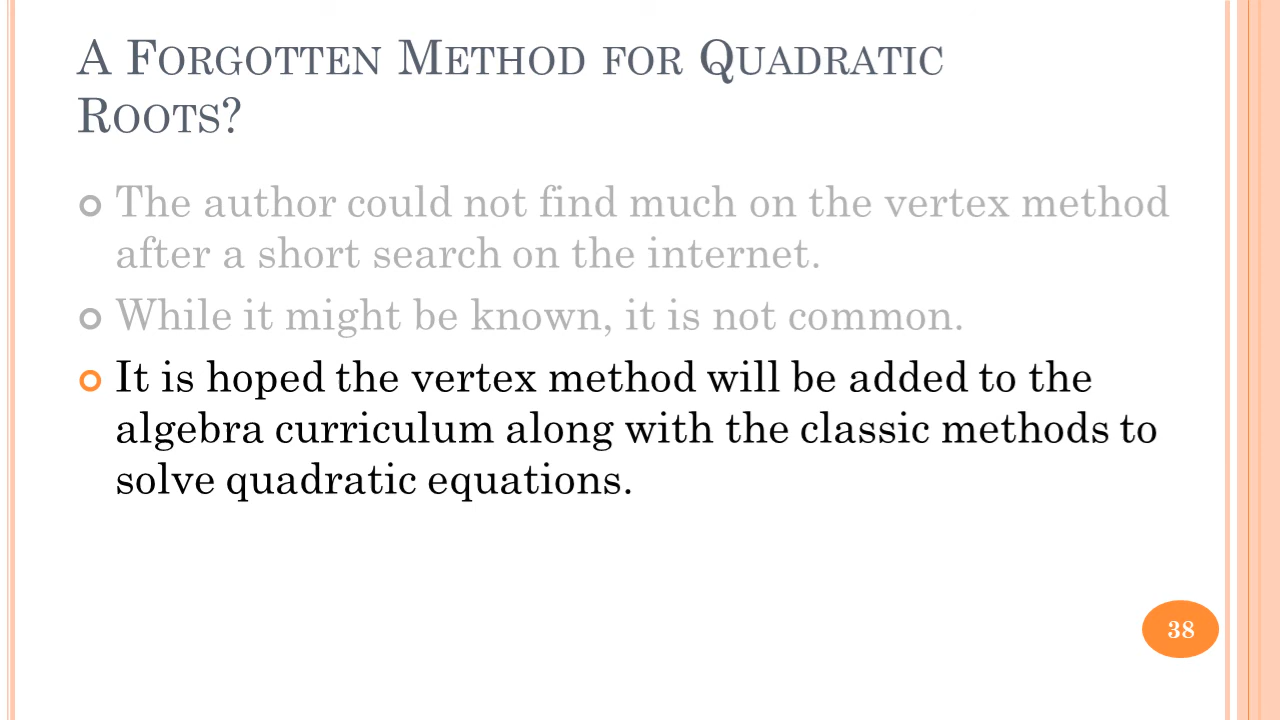 A Forgotten Method for Quadratic
Roots?
The author could not find much on the vertex method
after a short search on the internet.
While it might be known, it is not common.
It is hoped the vertex method will be added to the
algebra curriculum along with the classic methods to
solve quadratic equations.
38